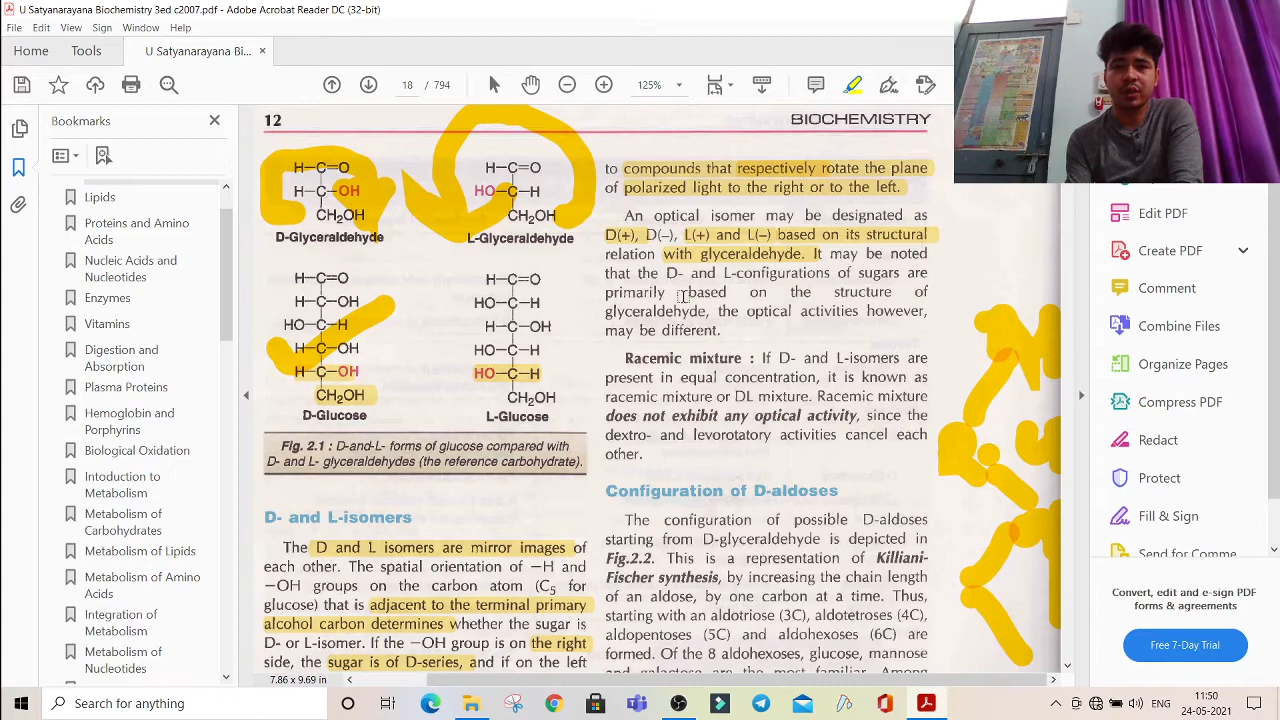 U Satyanarayana Biochemistry 3ed c2007.pdf - Adobe Acrobat Reader DC (32-bit)
File Edit View Sign Window Help
Home Tools U Satyanarayana Bi... ×
18 / 794 125%
Bookmarks
Lipids
Proteins and Amino
Acids
Nucleic Acids and
Nucleotides
Enzymes
Vitamins
Digestion and
Absorption
Plasma Proteins
Hemoglobin and
Porphyrins
Biological Oxidation
Intoduction to
Metabolism
Metabolism of
Carbohydrates
Metabolism of Lipids
Metabolism of Amino
Acids
Integration of
Metabolism
Metabolism of
Nucleotides
12 BIOCHEMISTRY
H—C=O
H—C—OH
CH₂OH
D-Glyceraldehyde
H—C=O
HO—C—H
CH₂OH
L-Glyceraldehyde
H—C=O
H—C—OH
HO—C—H
H—C—OH
H—C—OH
CH₂OH
D-Glucose
H—C=O
HO—C—H
H—C—OH
HO—C—H
HO—C—H
CH₂OH
L-Glucose
Fig. 2.1 : D-and-L- forms of glucose compared with
D- and L- glyceraldehydes (the reference carbohydrate).
D- and L-isomers
The D and L isomers are mirror images of
each other. The spatial orientation of −H and
−OH groups on the carbon atom (C₅ for
glucose) that is adjacent to the terminal primary
alcohol carbon determines whether the sugar is
D- or L-isomer. If the −OH group is on the right
side, the sugar is of D-series, and if on the left
to compounds that respectively rotate the plane
of polarized light to the right or to the left.
An optical isomer may be designated as
D(+), D(–), L(+) and L(–) based on its structural
relation with glyceraldehyde. It may be noted
that the D- and L-configurations of sugars are
primarily based on the structure of
glyceraldehyde, the optical activities however,
may be different.
Racemic mixture : If D- and L-isomers are
present in equal concentration, it is known as
racemic mixture or DL mixture. Racemic mixture
does not exhibit any optical activity, since the
dextro- and levorotatory activities cancel each
other.
Configuration of D-aldoses
The configuration of possible D-aldoses
starting from D-glyceraldehyde is depicted in
Fig.2.2. This is a representation of Killiani-
Fischer synthesis, by increasing the chain length
of an aldose, by one carbon at a time. Thus,
starting with an aldotriose (3C), aldotetroses (4C),
aldopentoses (5C) and aldohexoses (6C) are
formed. Of the 8 aldohexoses, glucose, mannose
and galactose are the most familiar. Among
7.86 x 9.69 in
Edit PDF
Create PDF
Comment
Combine Files
Organize Pages
Compress PDF
Redact
Protect
Fill & Sign
Send for Comme
Convert, edit and e-sign PDF
forms & agreements
Free 7-Day Trial
Type here to search
ENG
11:50
24-05-2021